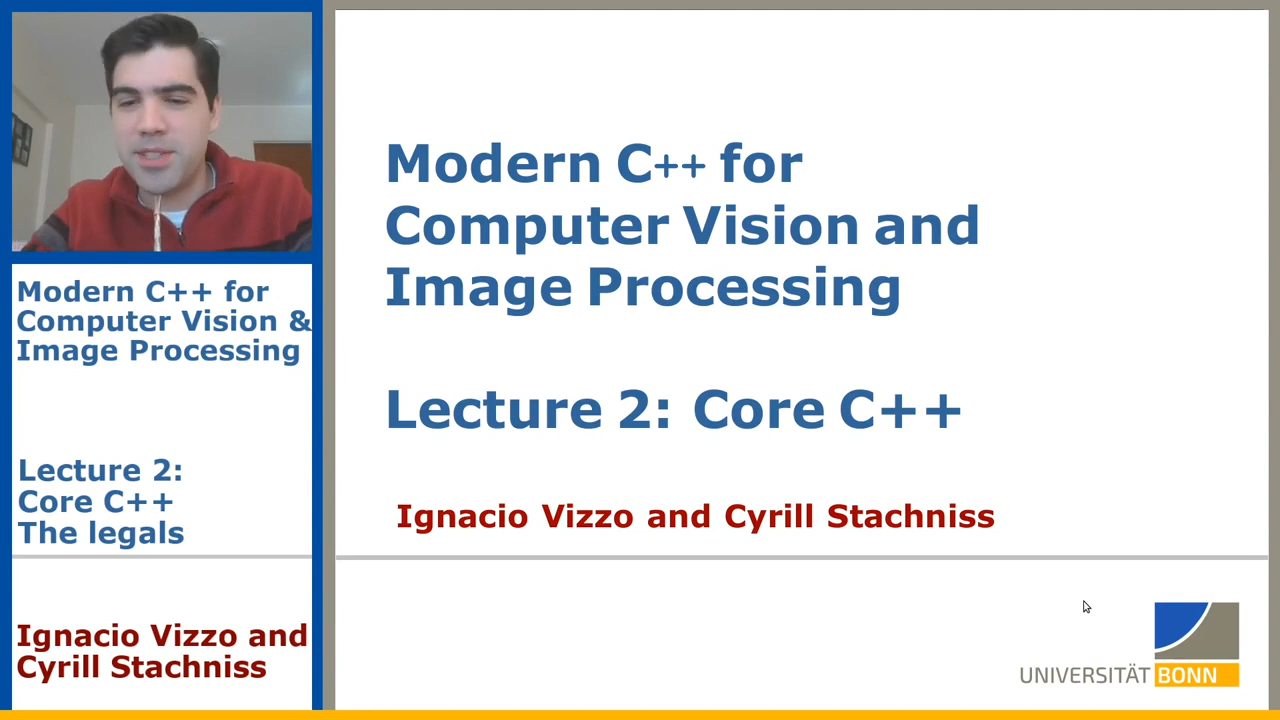 Modern C++ for
Computer Vision &
Image Processing
Lecture 2:
Core C++
The legals
Ignacio Vizzo and
Cyrill Stachniss
Modern C++ for
Computer Vision and
Image Processing
Lecture 2: Core C++
Ignacio Vizzo and Cyrill Stachniss
UNIVERSITÄT BONN